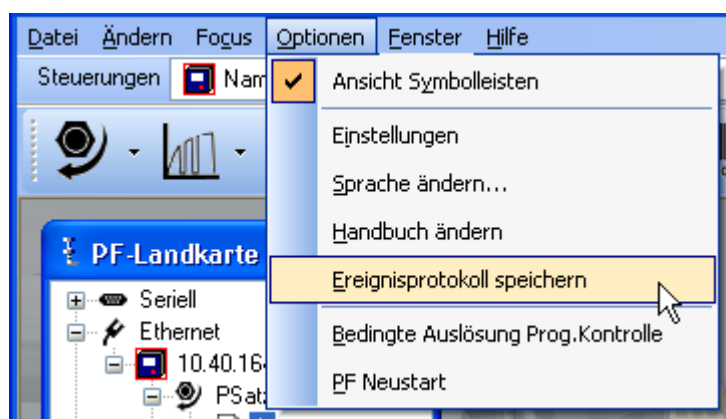 Datei Ändern Focus Optionen Fenster Hilfe
Steuerungen Nam
Ansicht Symbolleisten
Einstellungen
Sprache ändern...
Handbuch ändern
Ereignisprotokoll speichern
Bedingte Auslösung Prog.Kontrolle
PF Neustart
PF-Landkarte
Seriell
Ethernet
10.40.164
PSat